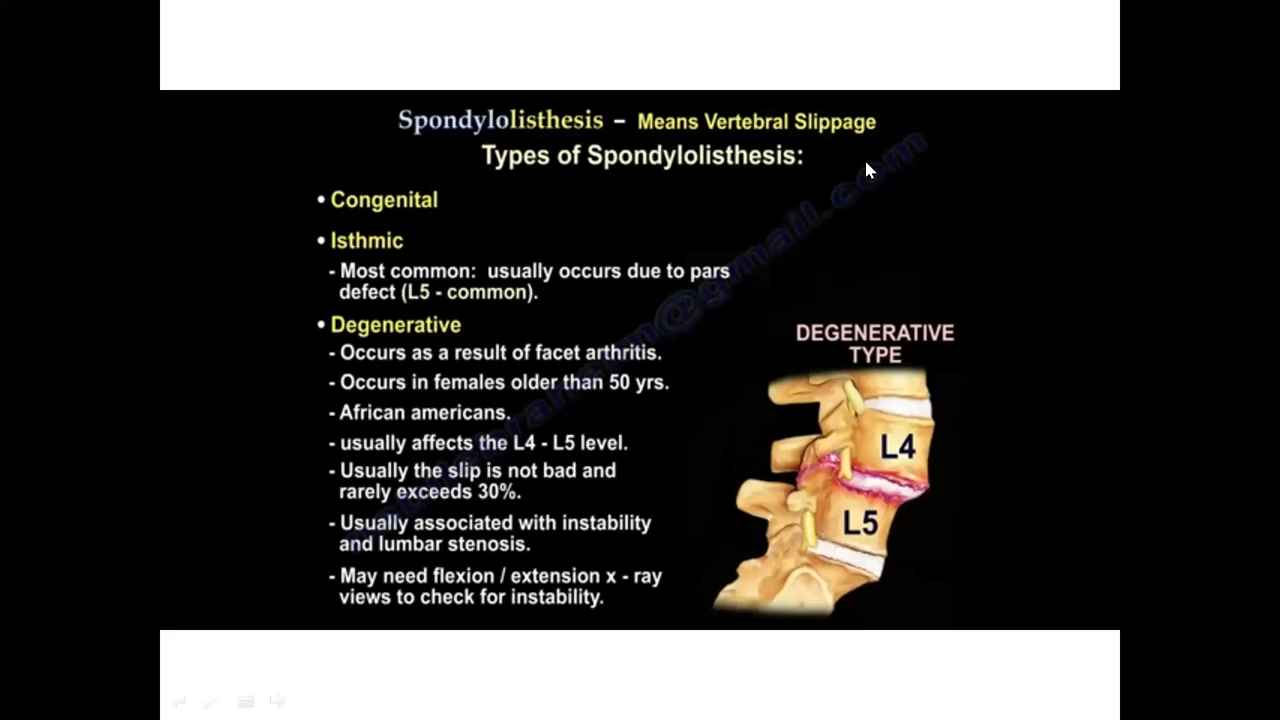 Spondylolisthesis – Means Vertebral Slippage
Types of Spondylolisthesis:
• Congenital
• Isthmic
- Most common: usually occurs due to pars
defect (L5 - common).
• Degenerative
- Occurs as a result of facet arthritis.
- Occurs in females older than 50 yrs.
- African americans.
- usually affects the L4 - L5 level.
- Usually the slip is not bad and
rarely exceeds 30%.
- Usually associated with instability
and lumbar stenosis.
- May need flexion / extension x - ray
views to check for instability.
DEGENERATIVE
TYPE
L4
L5
@gmail.com